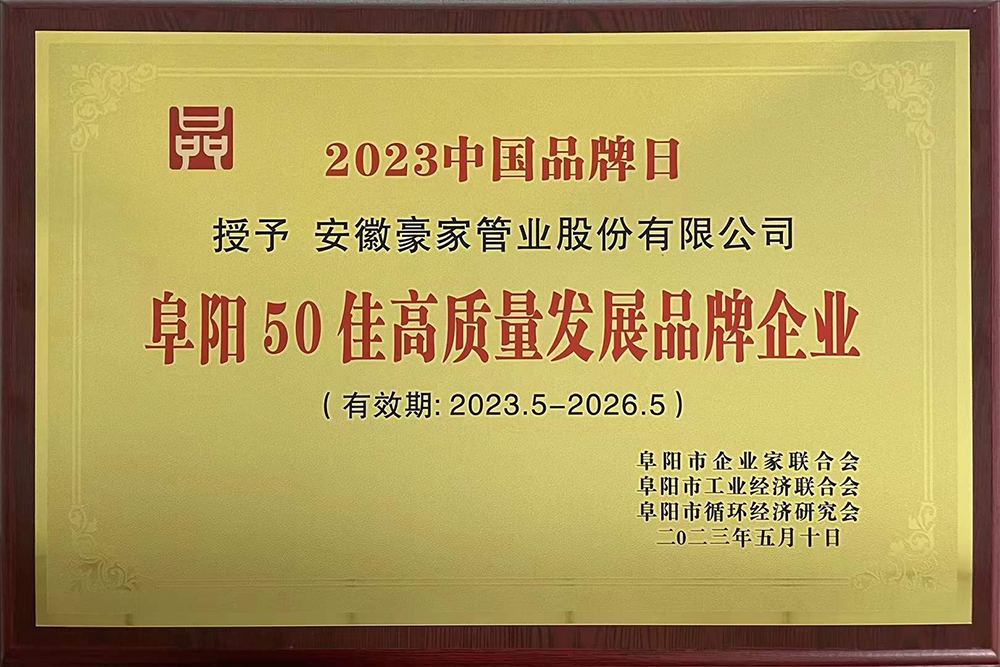 品
2023中国品牌日
授予 安徽豪家管业股份有限公司
阜阳50佳高质量发展品牌企业
(有效期:2023.5-2026.5)
阜阳市企业家联合会
阜阳市工业经济联合会
阜阳市循环经济研究会
二0二三年五月十日